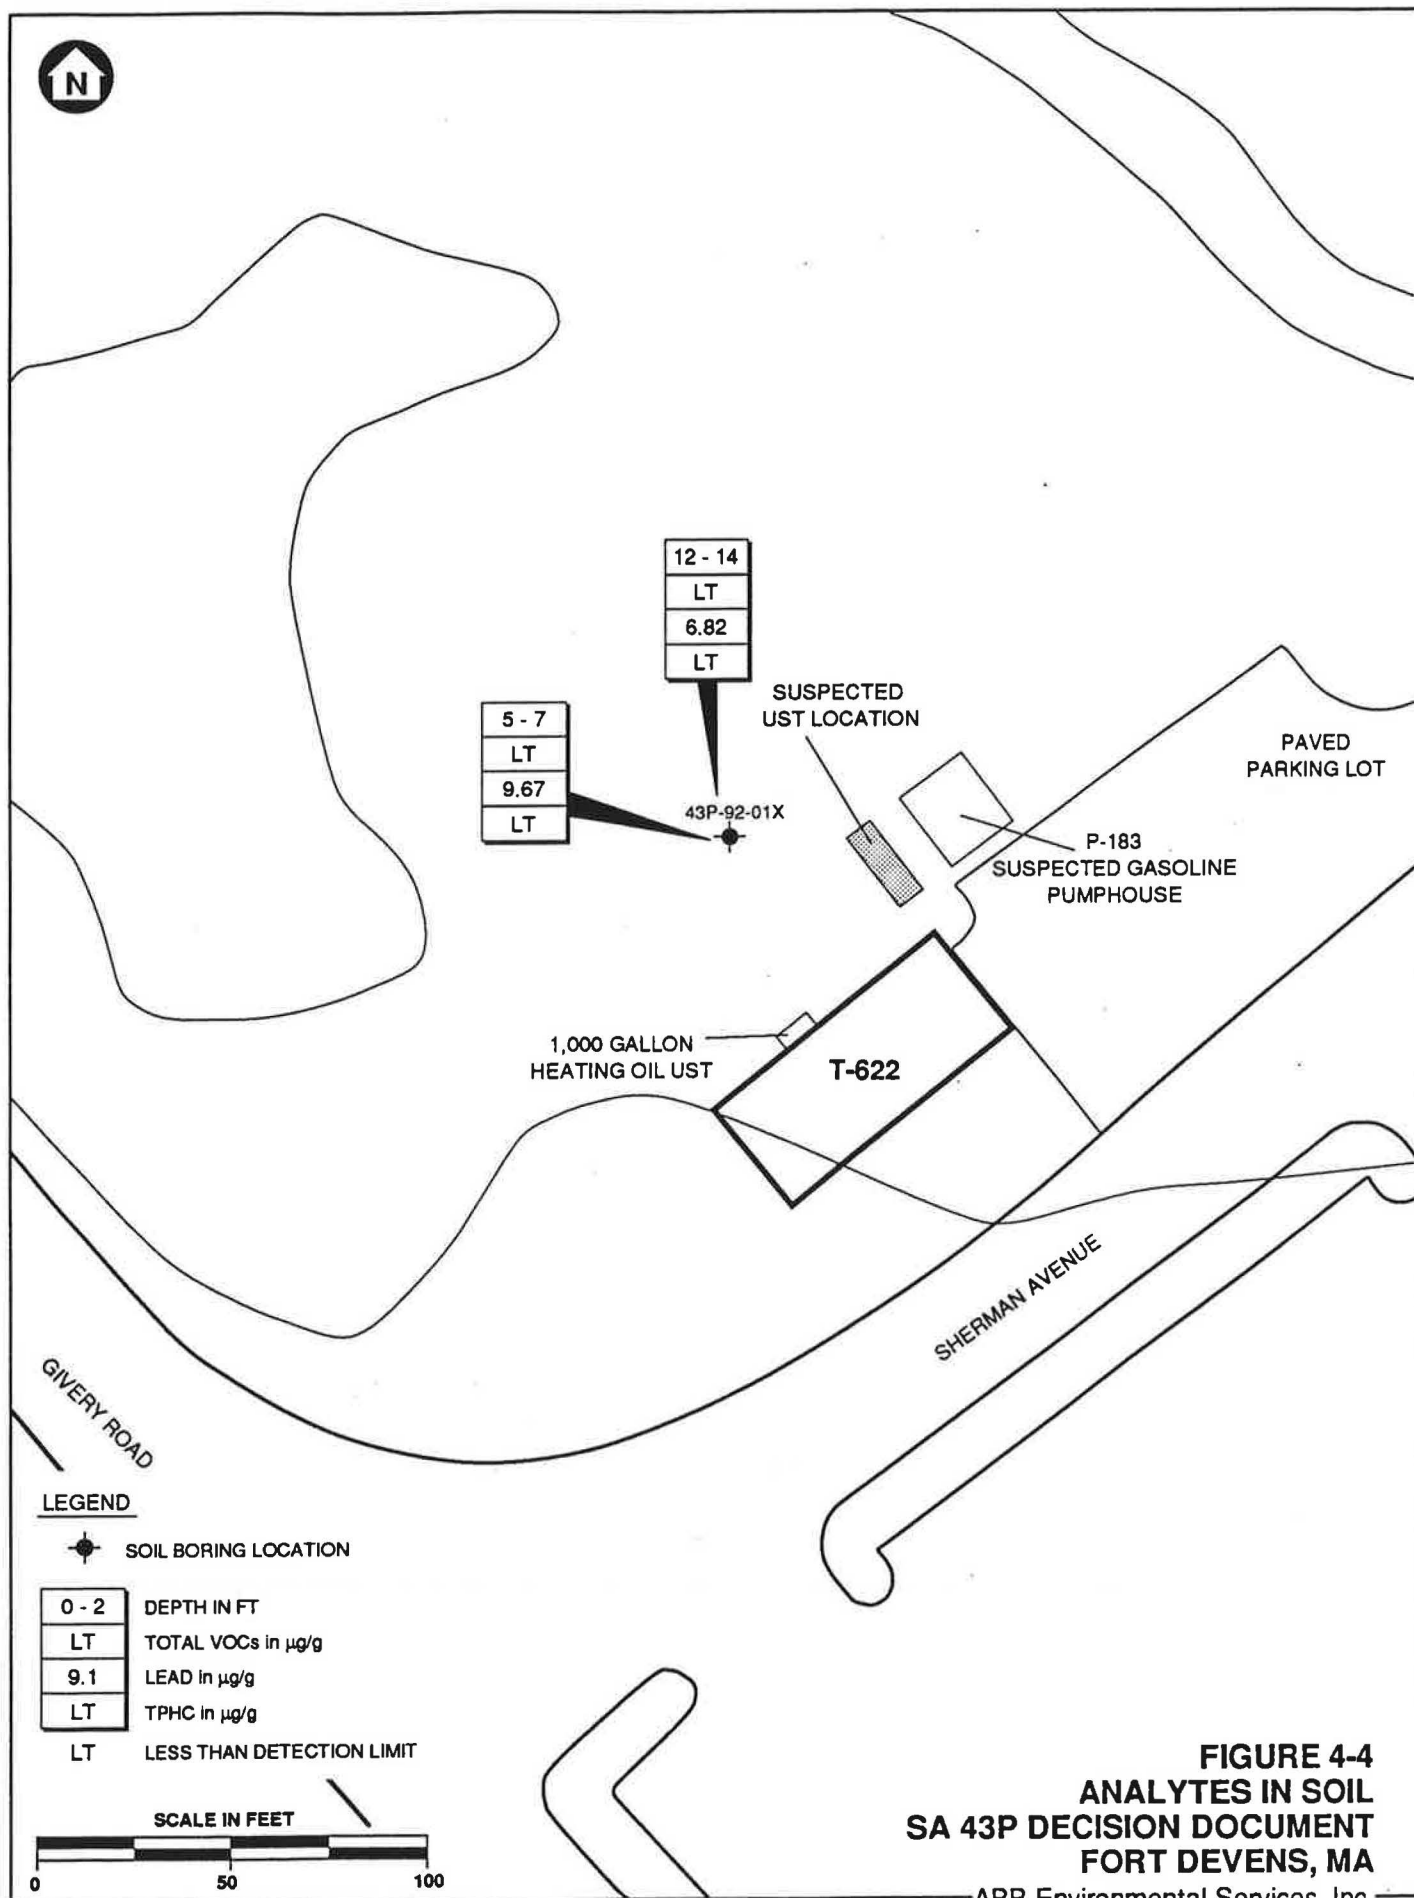 N
12 - 14
LT
6.82
LT
SUSPECTED
UST LOCATION
5 - 7
LT
9.67
LT
43P-92-01X
PAVED
PARKING LOT
P-183
SUSPECTED GASOLINE
PUMPHOUSE
1,000 GALLON
HEATING OIL UST
T-622
SHERMAN AVENUE
GIVERY ROAD
LEGEND
SOIL BORING LOCATION
0 - 2 DEPTH IN FT
LT TOTAL VOCs in µg/g
9.1 LEAD in µg/g
LT TPHC in µg/g
LT LESS THAN DETECTION LIMIT
SCALE IN FEET
0 50 100
FIGURE 4-4
ANALYTES IN SOIL
SA 43P DECISION DOCUMENT
FORT DEVENS, MA
Environmental Services, Inc.